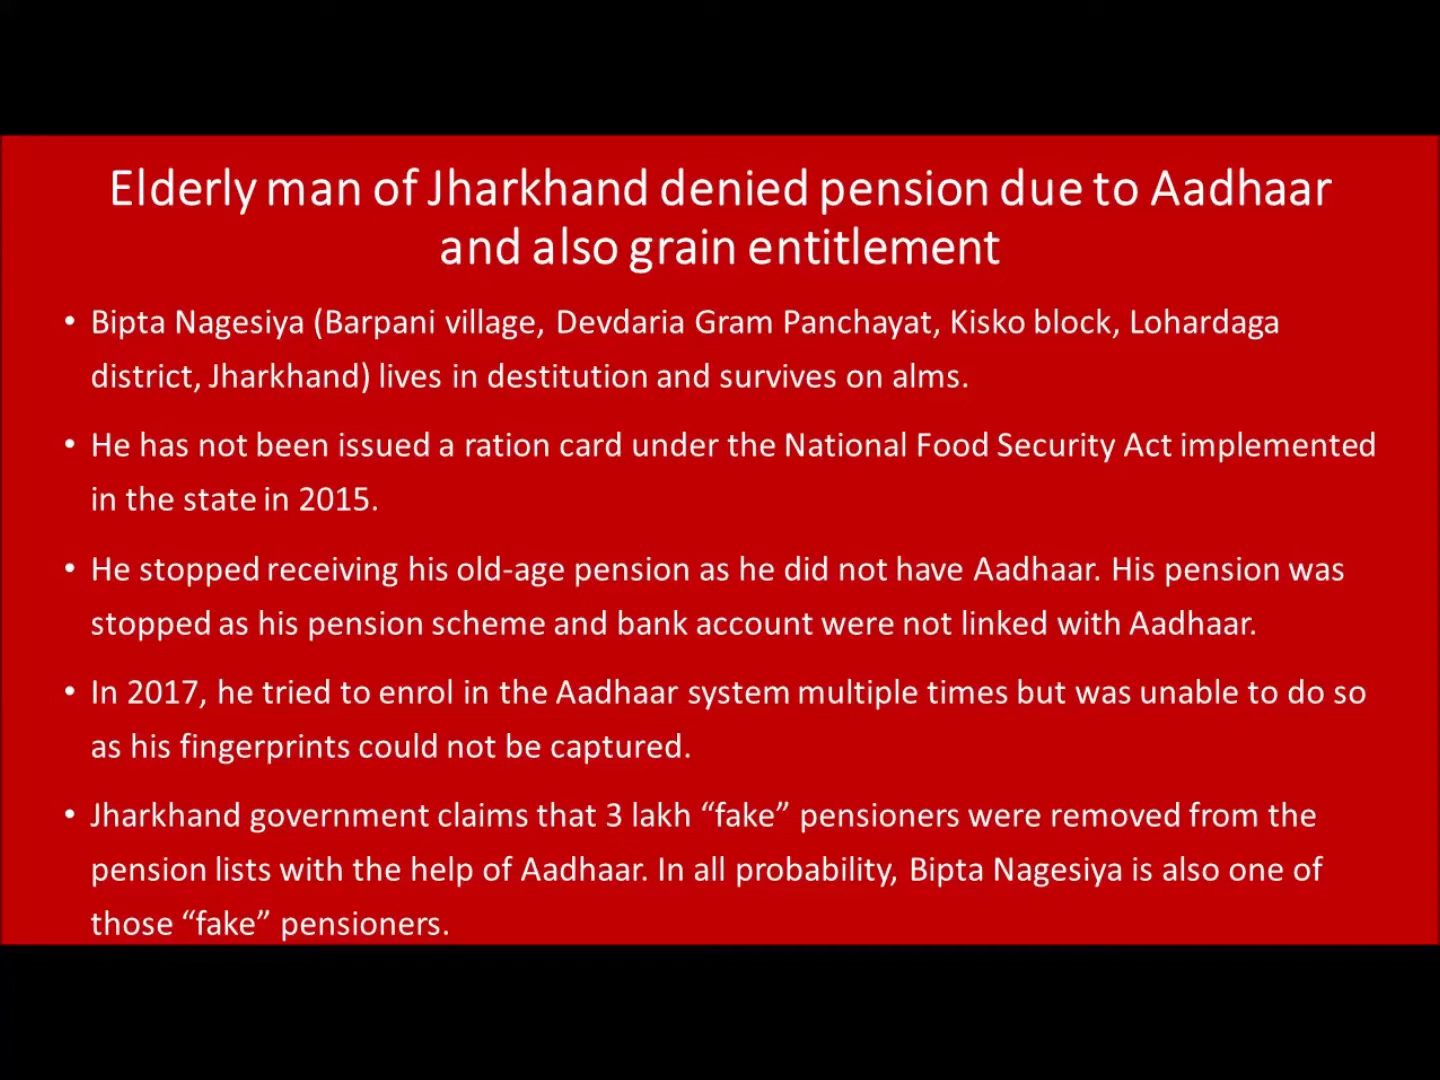 Elderly man of Jharkhand denied pension due to Aadhaar
and also grain entitlement
• Bipta Nagesiya (Barpani village, Devdaria Gram Panchayat, Kisko block, Lohardaga
district, Jharkhand) lives in destitution and survives on alms.
• He has not been issued a ration card under the National Food Security Act implemented
in the state in 2015.
• He stopped receiving his old-age pension as he did not have Aadhaar. His pension was
stopped as his pension scheme and bank account were not linked with Aadhaar.
• In 2017, he tried to enrol in the Aadhaar system multiple times but was unable to do so
as his fingerprints could not be captured.
• Jharkhand government claims that 3 lakh “fake” pensioners were removed from the
pension lists with the help of Aadhaar. In all probability, Bipta Nagesiya is also one of
those “fake” pensioners.